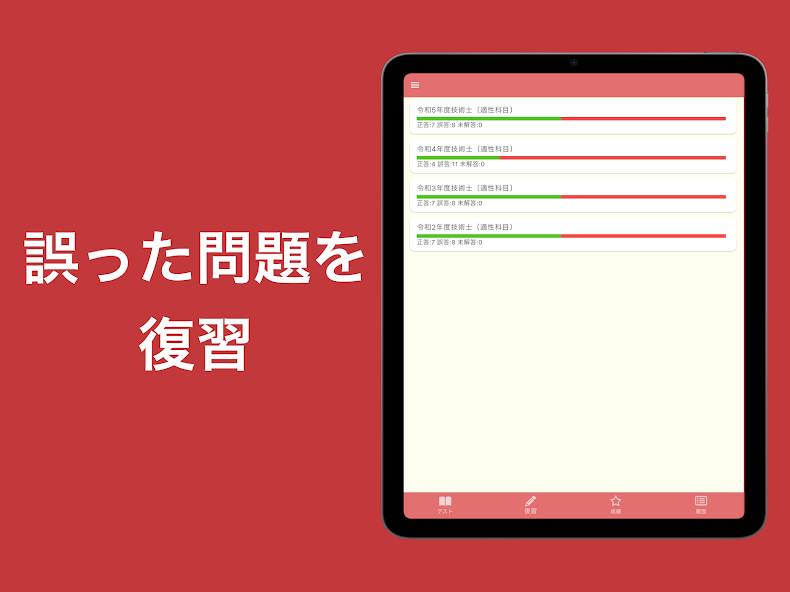 誤った問題を
復習
令和5年度技術士（適性科目）
正答:7 誤答:8 未解答:0
令和4年度技術士（適性科目）
正答:4 誤答:11 未解答:0
令和3年度技術士（適性科目）
正答:7 誤答:8 未解答:0
令和2年度技術士（適性科目）
正答:7 誤答:8 未解答:0
テスト 復習 成績 履歴